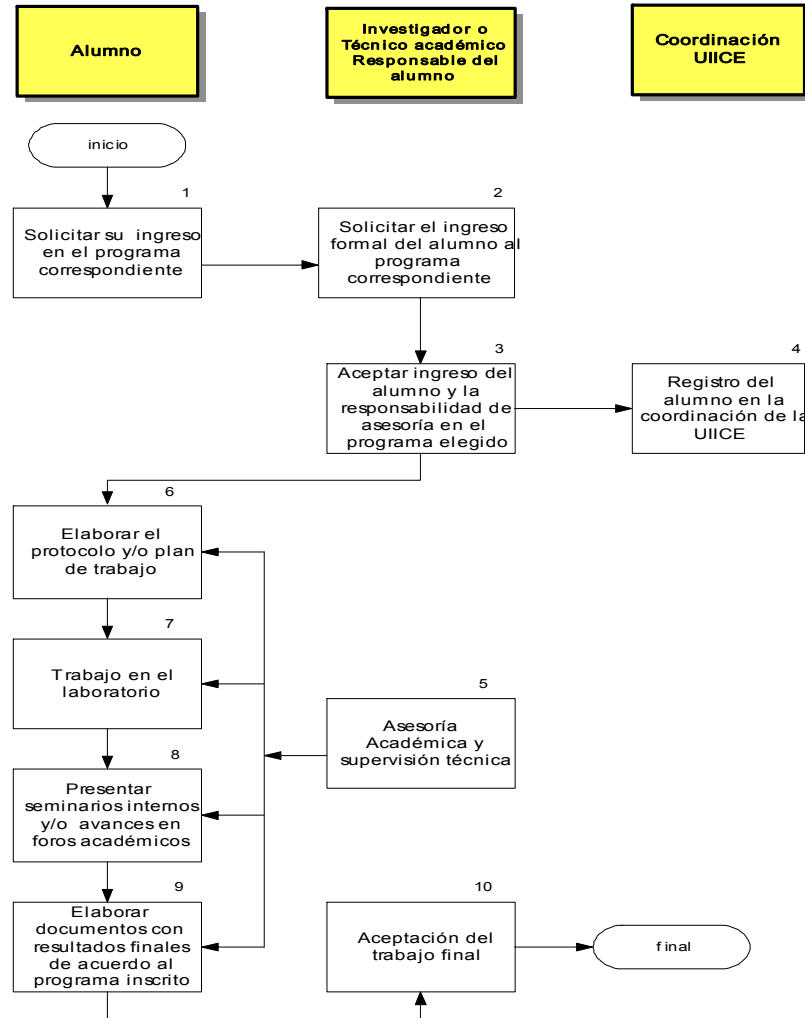 Alumno
Investigador o
Técnico académico
Responsable del
alumno
Coordinación
UIICE
inicio
1
Solicitar su ingreso
en el programa
correspondiente
2
Solicitar el ingreso
formal del alumno al
programa
correspondiente
3
Aceptar ingreso del
alumno y la
responsabilidad de
asesoría en el
programa elegido
4
Registro del
alumno en la
coordinación de la
UIICE
6
Elaborar el
protocolo y/o plan
de trabajo
7
Trabajo en el
laboratorio
5
Asesoría
Académica y
supervisión técnica
8
Presentar
seminarios internos
y/o avances en
foros académicos
9
Elaborar
documentos con
resultados finales
de acuerdo al
programa inscrito
10
Aceptación del
trabajo final
final